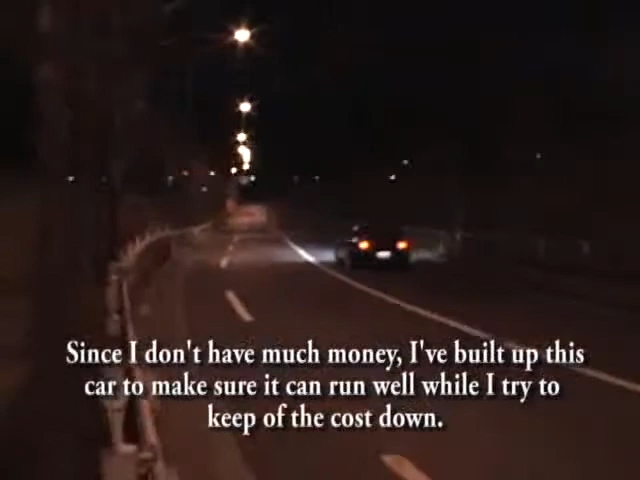 Since I don't have much money, I've built up this
car to make sure it can run well while I try to
keep of the cost down.